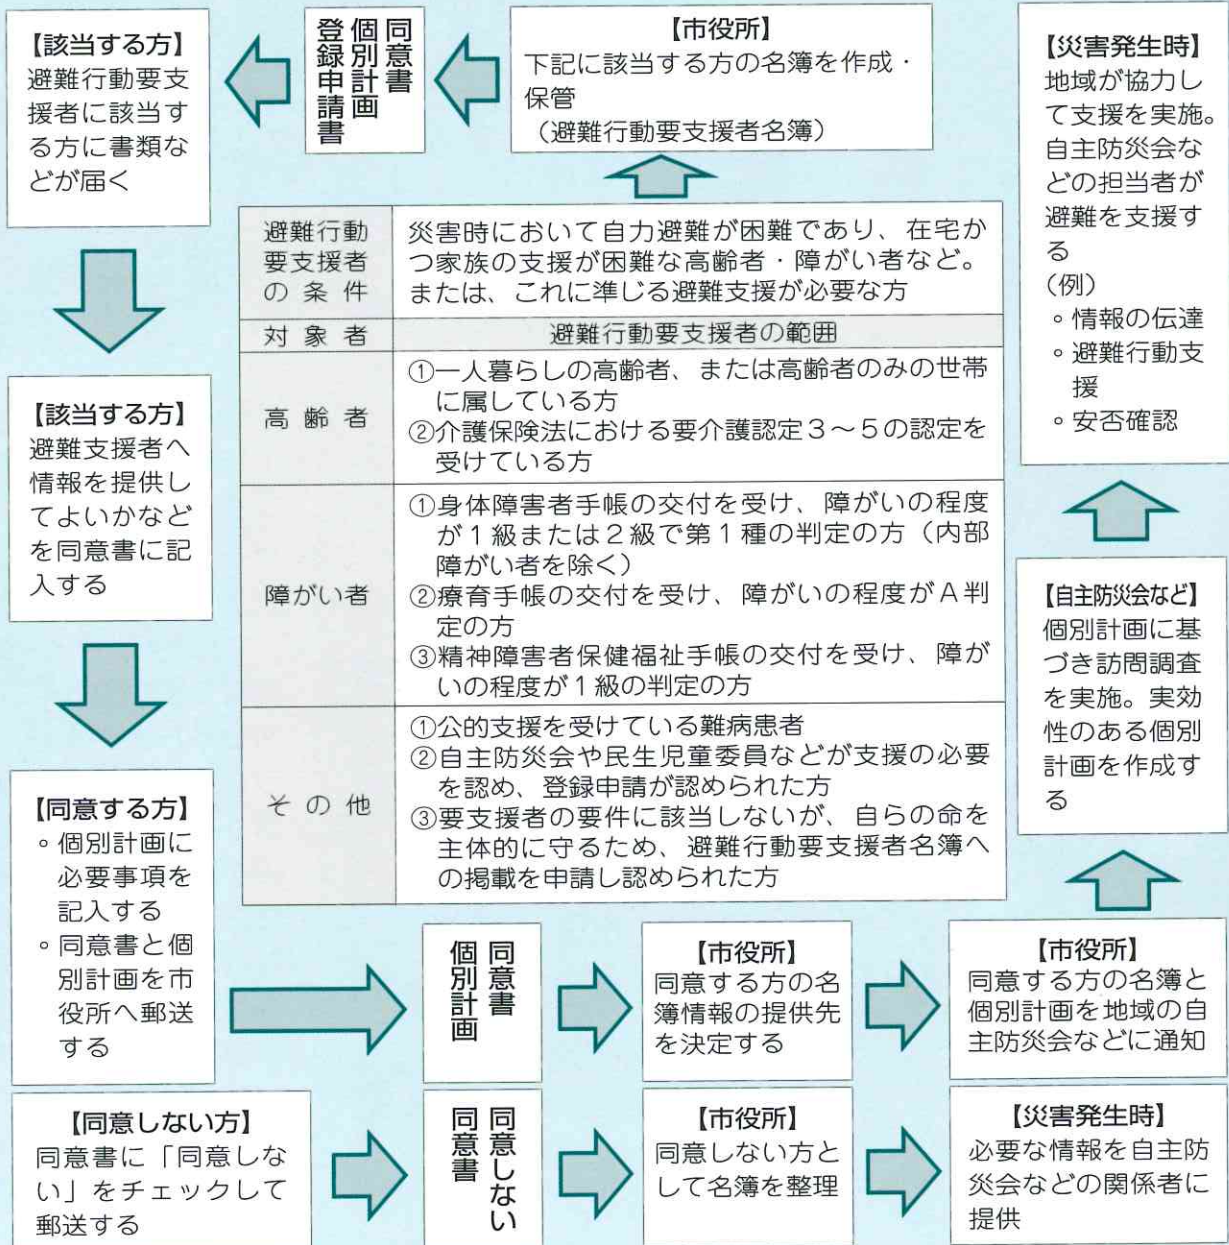 【市役所】
下記に該当する方の名簿を作成・
保管
(避難行動要支援者名簿)
同意書
個別計画
登録申請書
【該当する方】
避難行動要支
援者に該当す
る方に書類な
どが届く
【該当する方】
避難支援者へ
情報を提供し
てよいかなど
を同意書に記
入する
【同意する方】
◦個別計画に
必要事項を
記入する
◦同意書と個
別計画を市
役所へ郵送
する
避難行動
要支援者
の条件
災害時において自力避難が困難であり、在宅か
つ家族の支援が困難な高齢者・障がい者など。
または、これに準じる避難支援が必要な方
対象者
避難行動要支援者の範囲
高齢者
①一人暮らしの高齢者、または高齢者のみの世帯
に属している方
②介護保険法における要介護認定3~5の認定を
受けている方
障がい者
①身体障害者手帳の交付を受け、障がいの程度
が1級または2級で第1種の判定の方(内部
障がい者を除く)
②療育手帳の交付を受け、障がいの程度がA判
定の方
③精神障害者保健福祉手帳の交付を受け、障が
いの程度が1級の判定の方
その他
①公的支援を受けている難病患者
②自主防災会や民生児童委員などが支援の必要
を認め、登録申請が認められた方
③要支援者の要件に該当しないが、自らの命を
主体的に守るため、避難行動要支援者名簿へ
の掲載を申請し認められた方
同意書
個別計画
【市役所】
同意する方の名
簿情報の提供先
を決定する
【市役所】
同意する方の名簿と
個別計画を地域の自
主防災会などに通知
【自主防災会など】
個別計画に基
づき訪問調査
を実施。実効
性のある個別
計画を作成す
る
【災害発生時】
地域が協力し
て支援を実施。
自主防災会な
どの担当者が
避難を支援す
る
(例)
◦情報の伝達
◦避難行動支
援
◦安否確認
【同意しない方】
同意書に「同意しな
い」をチェックして
郵送する
同意しない
同意書
【市役所】
同意しない方と
して名簿を整理
【災害発生時】
必要な情報を自主防
災会などの関係者に
提供